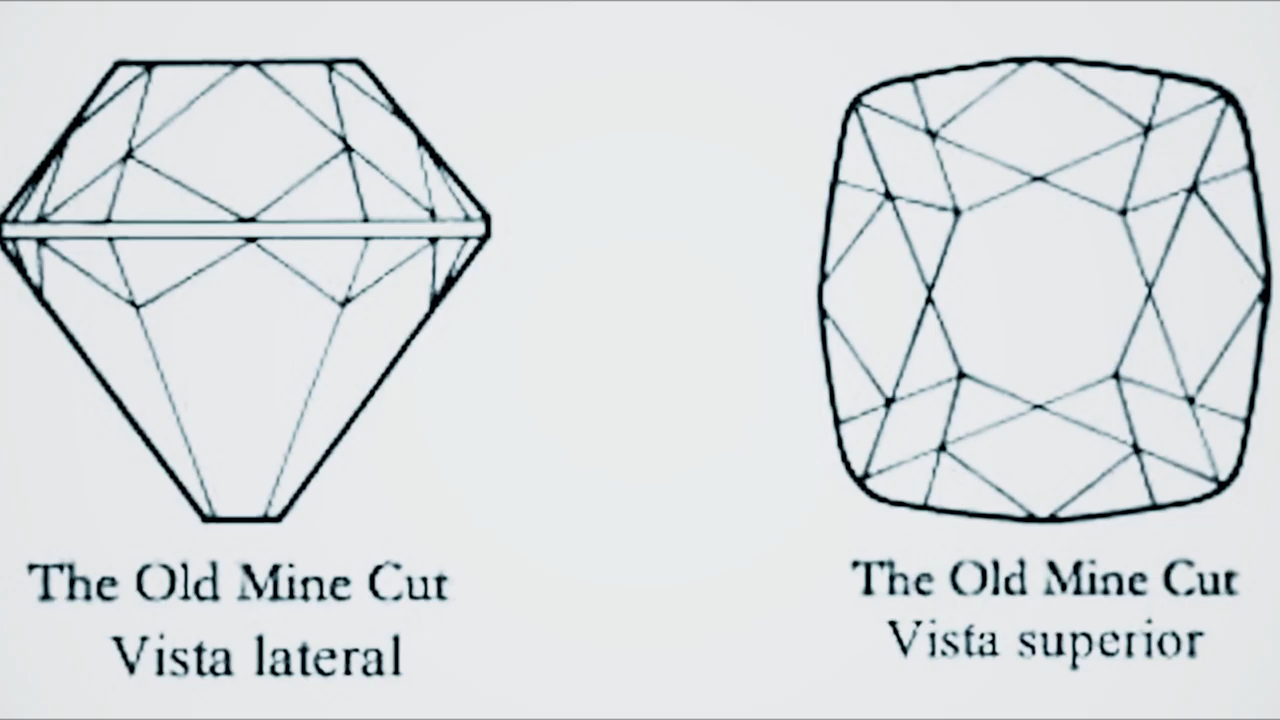 The Old Mine Cut
Vista lateral
The Old Mine Cut
Vista superior